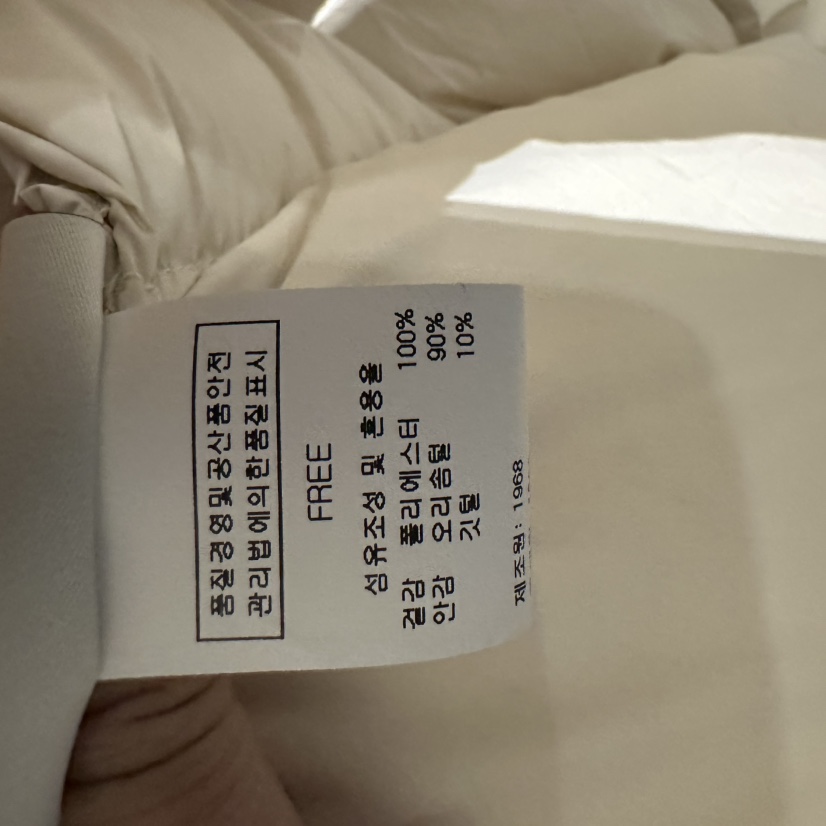 품질경영및공산품안전
관리법에의한품질표시
FREE
섬유조성 및 혼용율
겉감 폴리에스터 100%
안감 오리솜털 90%
깃털 10%
제조원: 1968